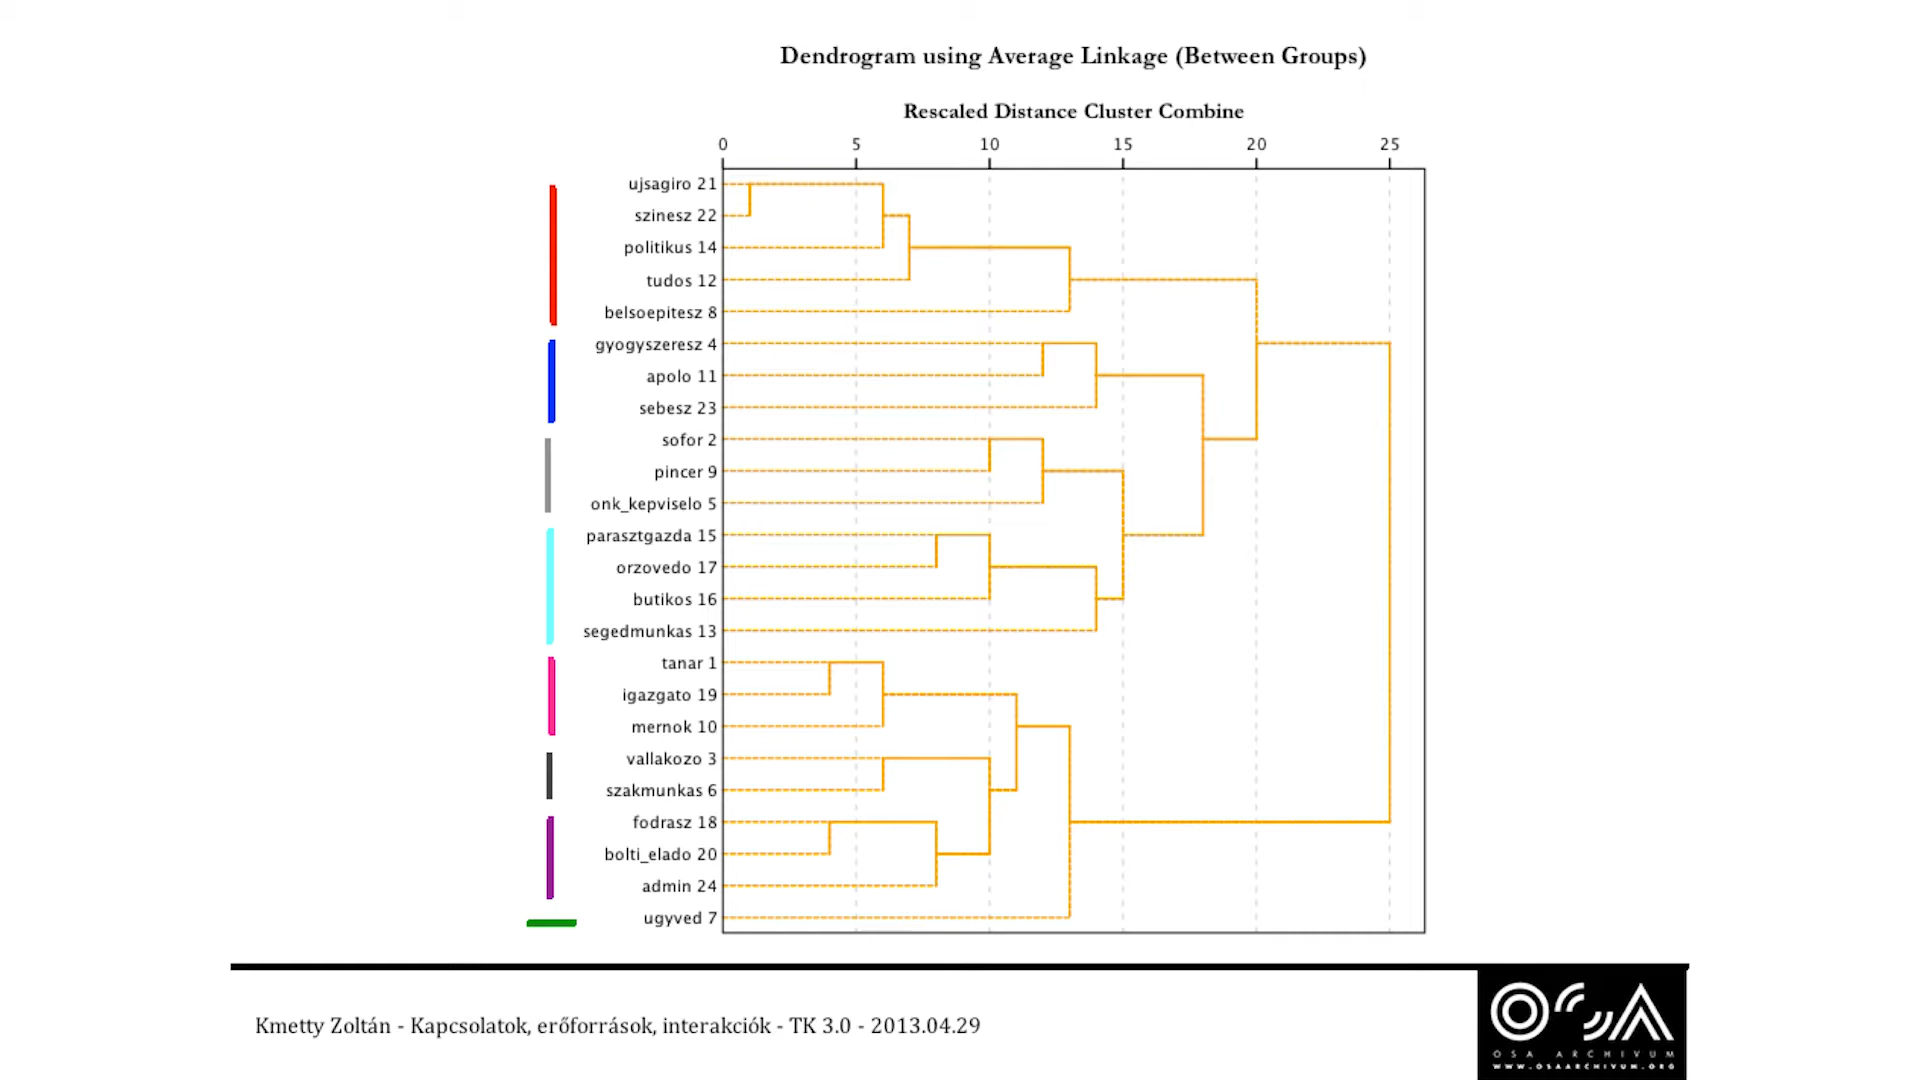 Dendrogram using Average Linkage (Between Groups)
Rescaled Distance Cluster Combine
0 5 10 15 20 25
ujsagiro 21
szinesz 22
politikus 14
tudos 12
belsoepitesz 8
gyogyszeresz 4
apolo 11
sebesz 23
sofor 2
pincer 9
onk_kepviselo 5
parasztgazda 15
orzovedo 17
butikos 16
segedmunkas 13
tanar 1
igazgato 19
mernok 10
vallakozo 3
szakmunkas 6
fodrasz 18
bolti_elado 20
admin 24
ugyved 7
Kmetty Zoltán - Kapcsolatok, erőforrások, interakciók - TK 3.0 - 2013.04.29
OSA
OSA ARCHIVUM
WWW.OSAARCHIVUM.ORG